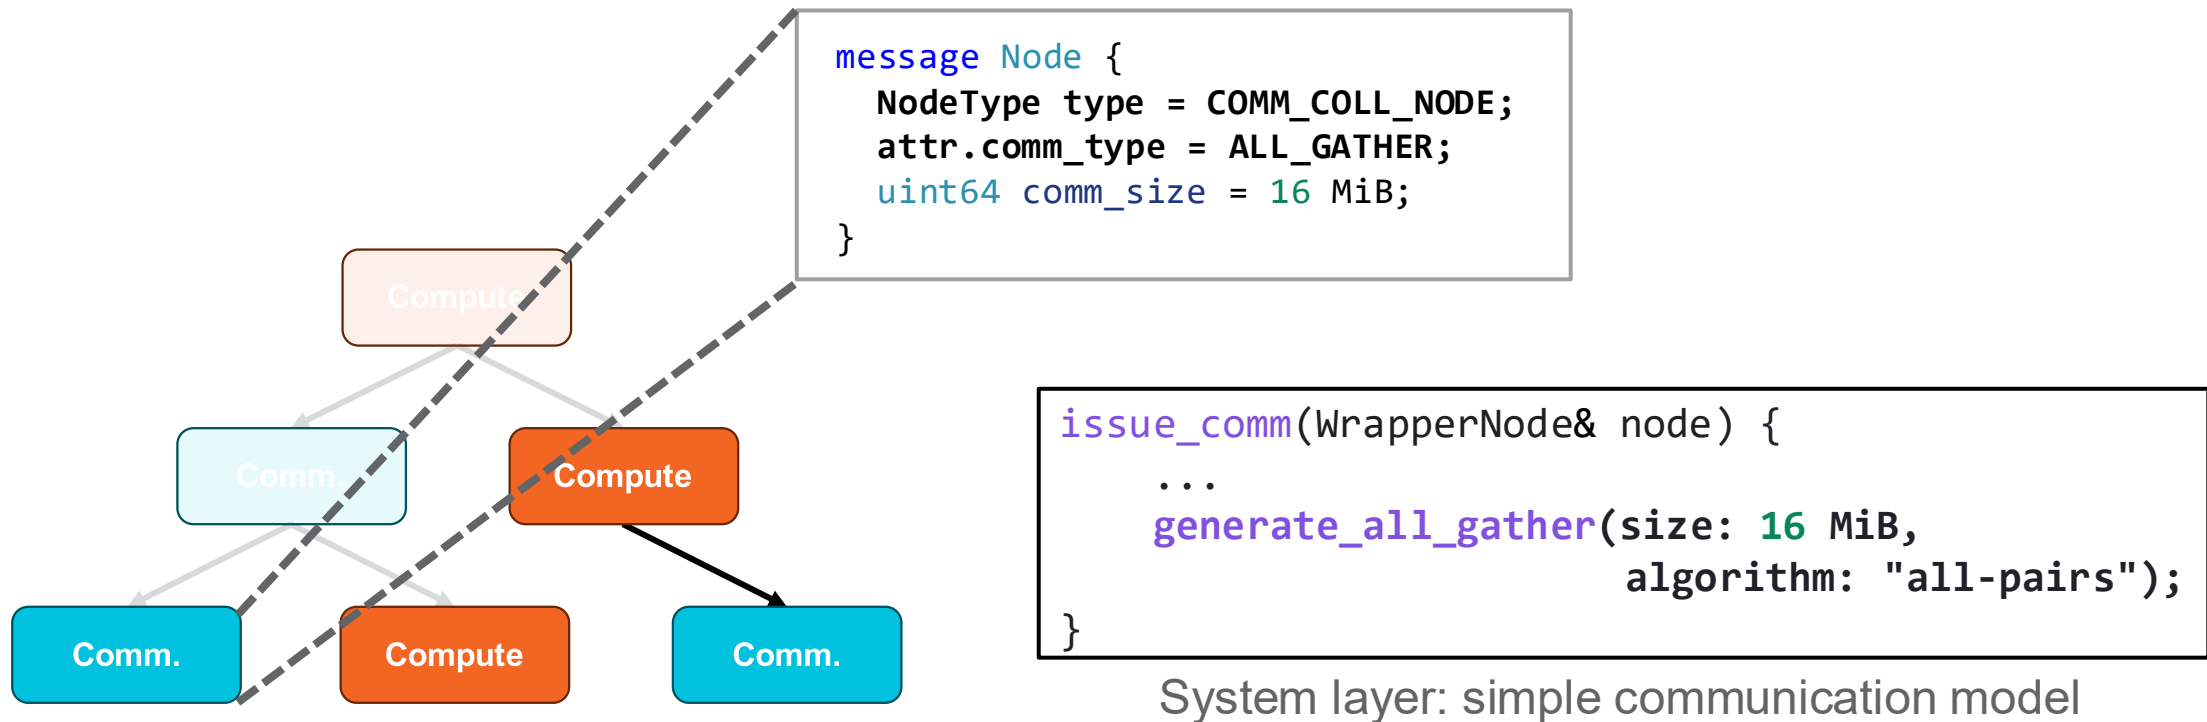 message Node {
NodeType type = COMM_COLL_NODE;
attr.comm_type = ALL_GATHER;
uint64 comm_size = 16 MiB;
}
Compute
Comm.
Compute
Comm.
Compute
Comm.
issue_comm(WrapperNode& node) {
...
generate_all_gather(size: 16 MiB,
algorithm: "all-pairs");
}
System layer: simple communication model